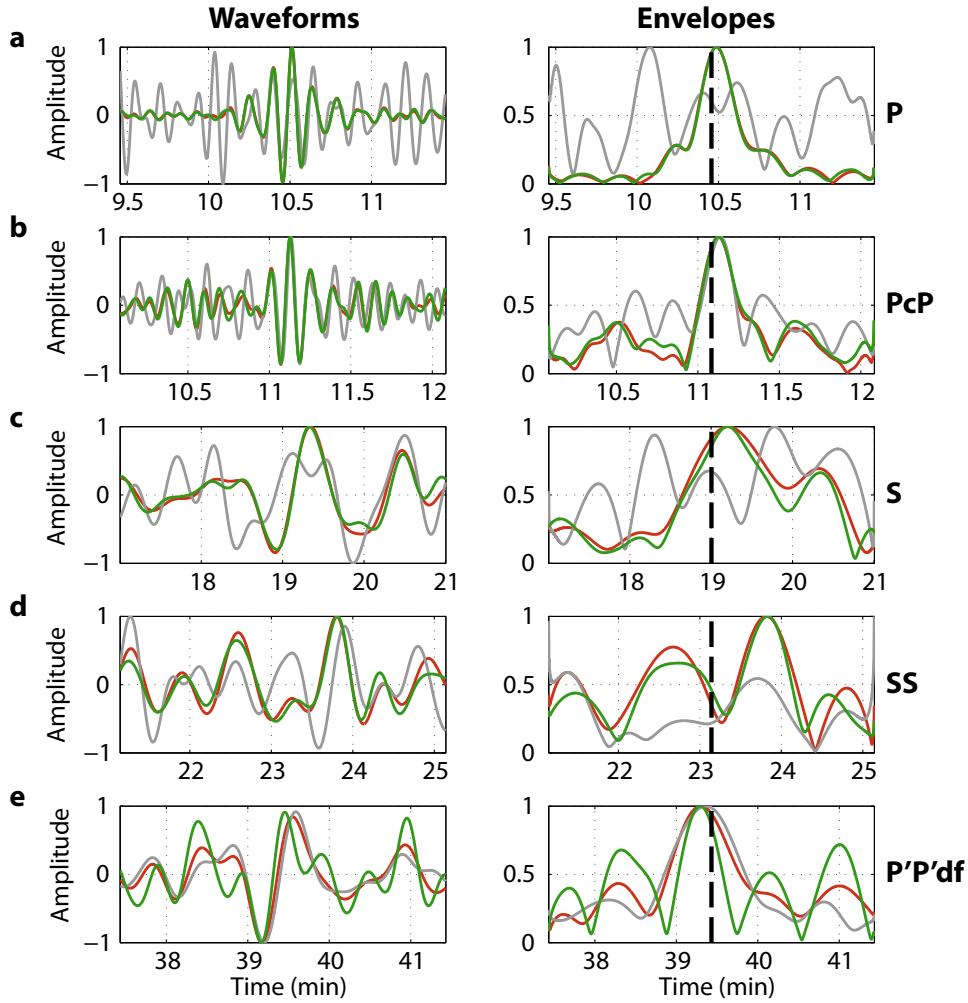 Waveforms Envelopes
a
Amplitude
1
0
−1
9.5 10 10.5 11
1
0.5
0
9.5 10 10.5 11
P
b
Amplitude
1
0
−1
10.5 11 11.5 12
1
0.5
0
10.5 11 11.5 12
PcP
c
Amplitude
1
0
−1
18 19 20 21
1
0.5
0
18 19 20 21
S
d
Amplitude
1
0
−1
22 23 24 25
1
0.5
0
22 23 24 25
SS
e
Amplitude
1
0
−1
38 39 40 41
Time (min)
1
0.5
0
38 39 40 41
Time (min)
P'P'df